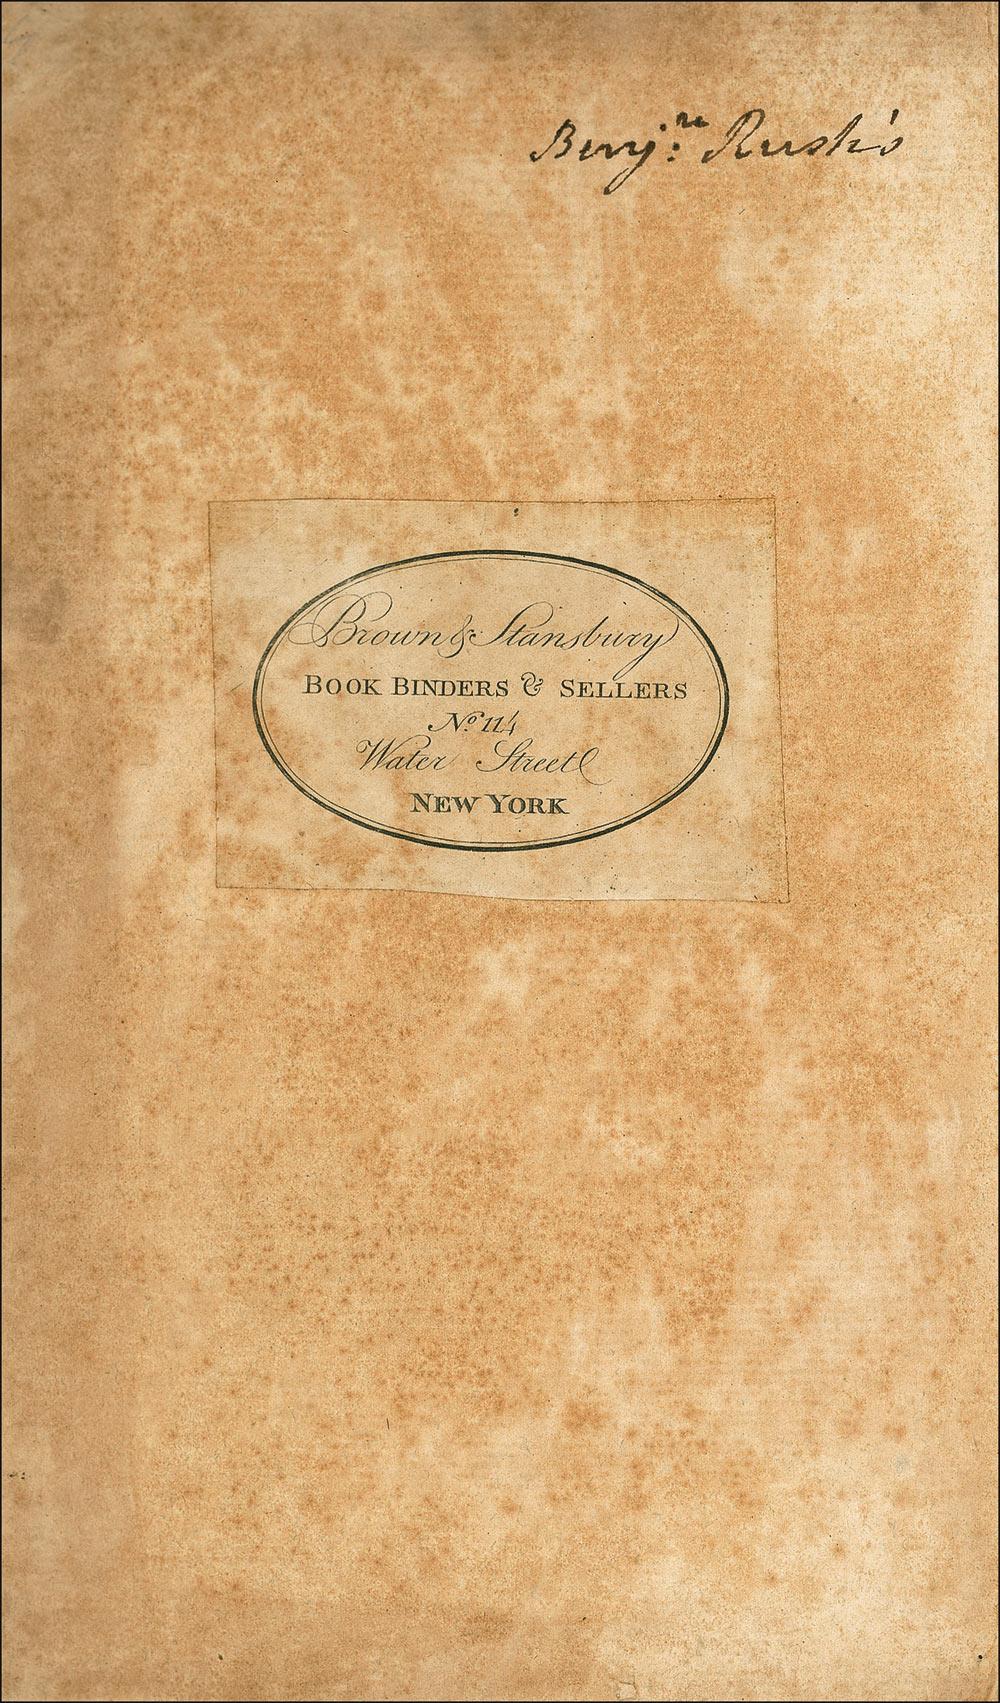 Benjn: Rush's
Brown & Stansbury
BOOK BINDERS & SELLERS
No. 114
Water Street
NEW YORK